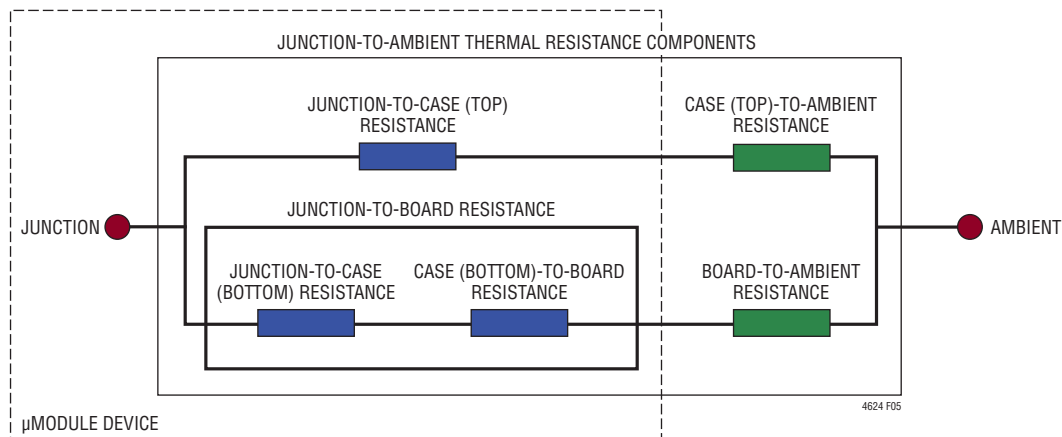 JUNCTION-TO-AMBIENT THERMAL RESISTANCE COMPONENTS
JUNCTION-TO-CASE (TOP)
RESISTANCE
CASE (TOP)-TO-AMBIENT
RESISTANCE
JUNCTION-TO-BOARD RESISTANCE
JUNCTION
AMBIENT
JUNCTION-TO-CASE
(BOTTOM) RESISTANCE
CASE (BOTTOM)-TO-BOARD
RESISTANCE
BOARD-TO-AMBIENT
RESISTANCE
4624 F05
µMODULE DEVICE